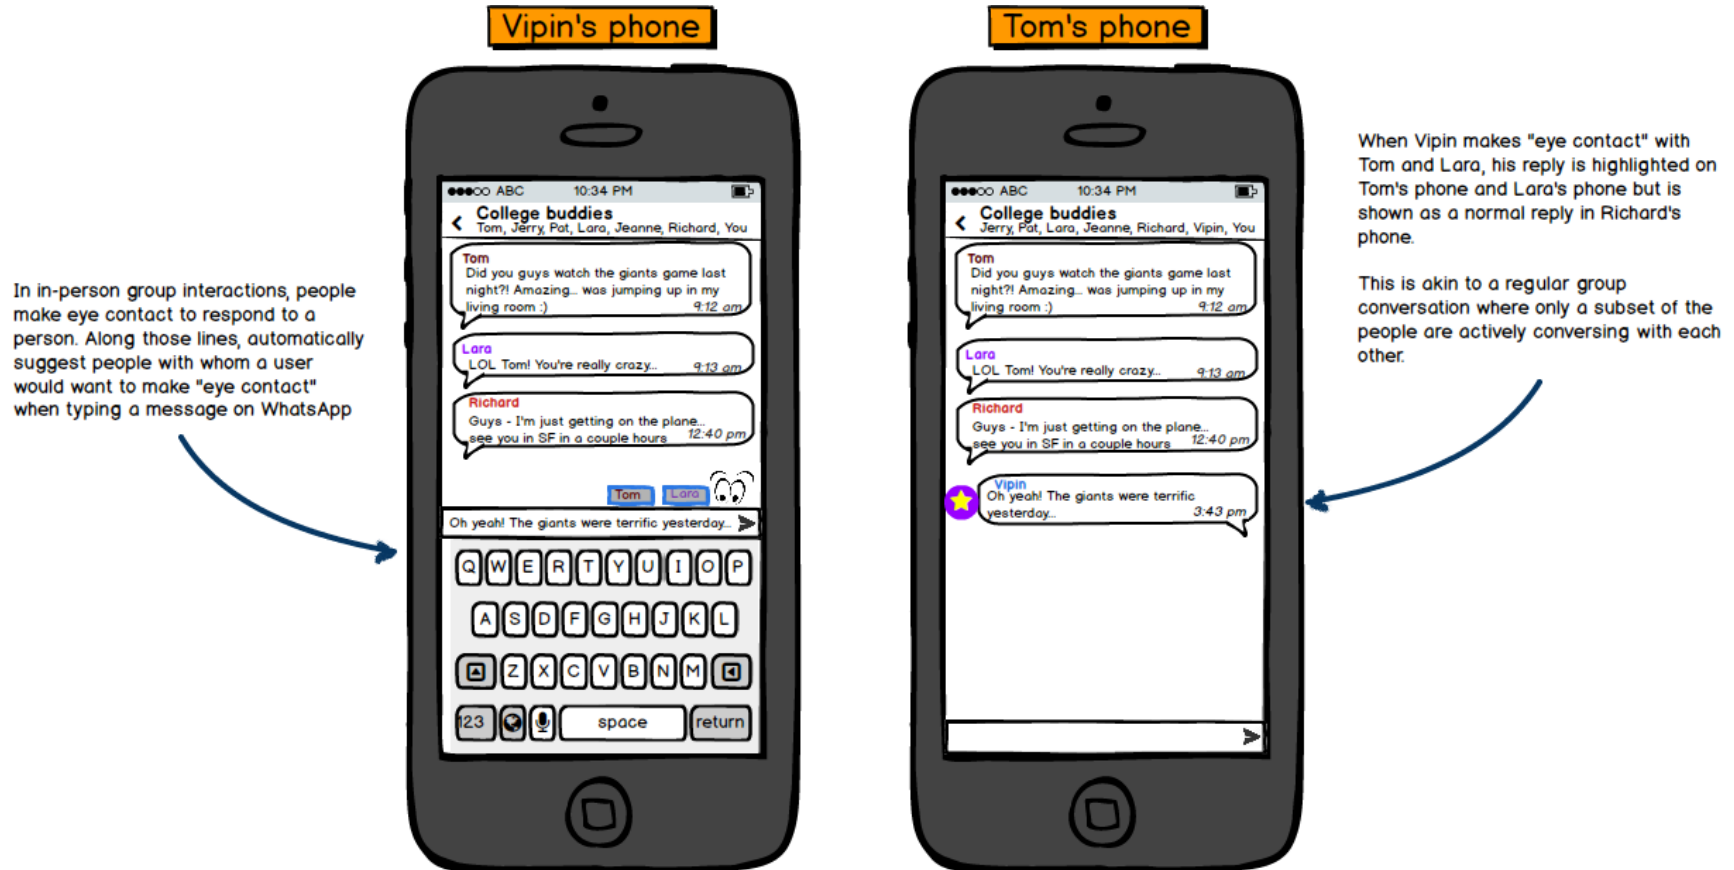 Vipin's phone
Tom's phone
In in-person group interactions, people
make eye contact to respond to a
person. Along those lines, automatically
suggest people with whom a user
would want to make "eye contact"
when typing a message on WhatsApp
ABC 10:34 PM
College buddies
Tom, Jerry, Pat, Lara, Jeanne, Richard, You
Tom
Did you guys watch the giants game last
night?! Amazing... was jumping up in my
living room :) 9:12 am
Lara
LOL Tom! You're really crazy... 9:13 am
Richard
Guys - I'm just getting on the plane...
see you in SF in a couple hours 12:40 pm
Tom Lara
Oh yeah! The giants were terrific yesterday...
Q W E R T Y U I O P
A S D F G H J K L
Z X C V B N M
123 space return
ABC 10:34 PM
College buddies
Jerry, Pat, Lara, Jeanne, Richard, Vipin, You
Tom
Did you guys watch the giants game last
night?! Amazing... was jumping up in my
living room :) 9:12 am
Lara
LOL Tom! You're really crazy... 9:13 am
Richard
Guys - I'm just getting on the plane...
see you in SF in a couple hours 12:40 pm
Vipin
Oh yeah! The giants were terrific
yesterday... 3:43 pm
When Vipin makes "eye contact" with
Tom and Lara, his reply is highlighted on
Tom's phone and Lara's phone but is
shown as a normal reply in Richard's
phone.
This is akin to a regular group
conversation where only a subset of the
people are actively conversing with each
other.